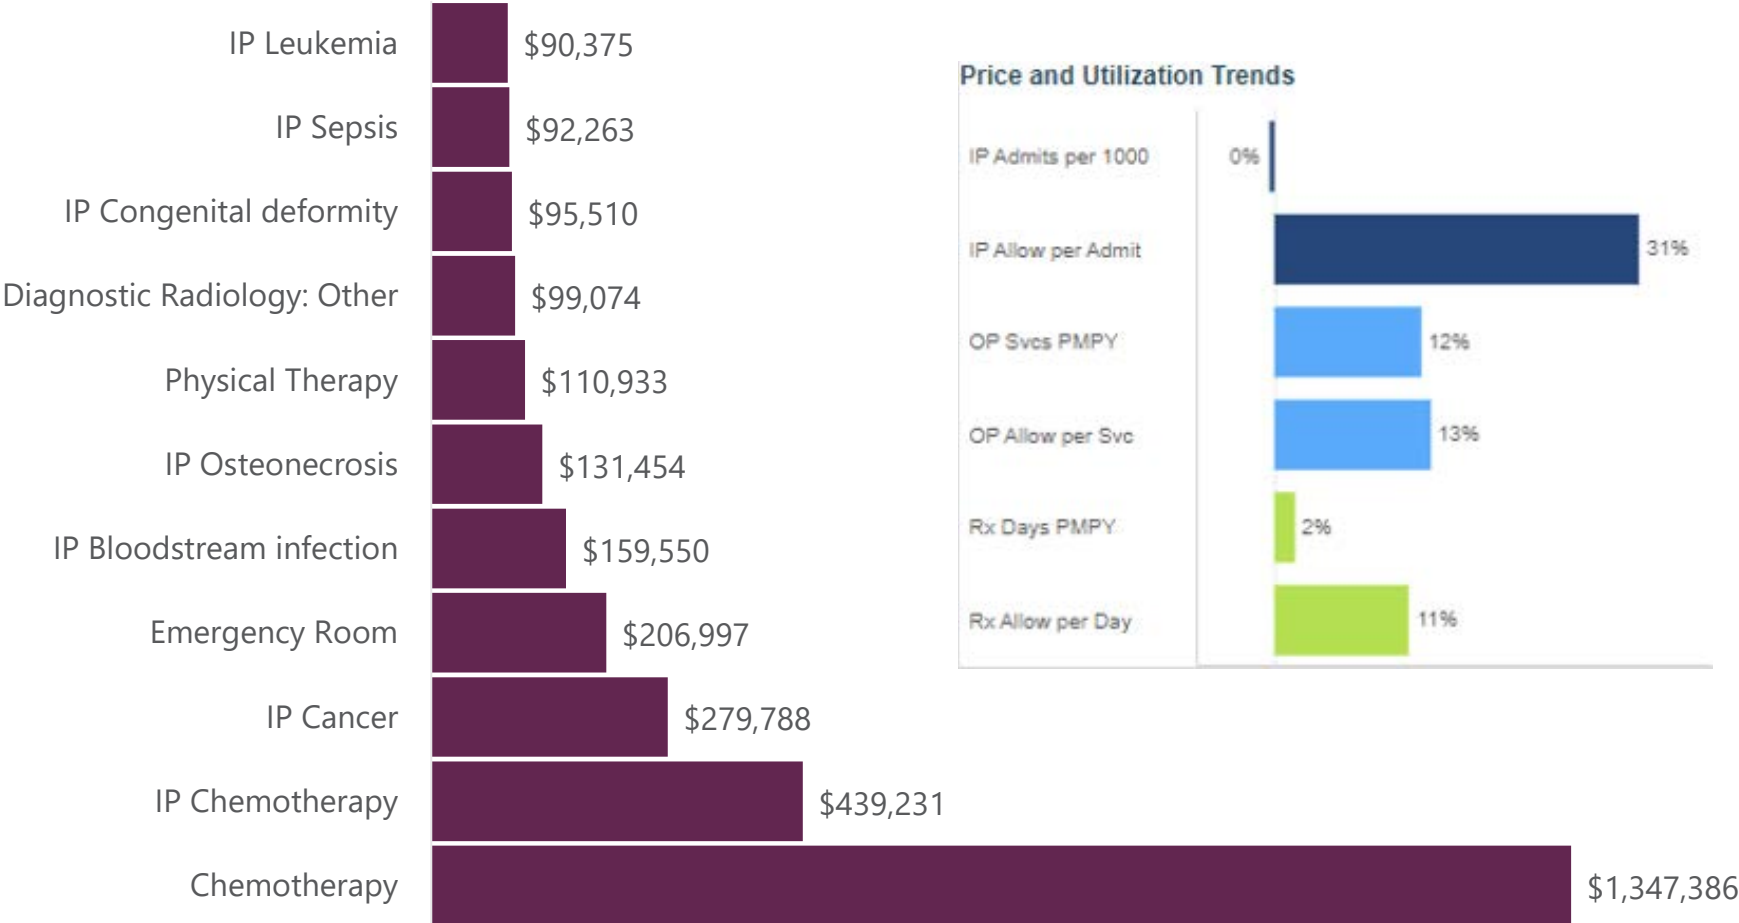 IP Leukemia $90,375
IP Sepsis $92,263
IP Congenital deformity $95,510
Diagnostic Radiology: Other $99,074
Physical Therapy $110,933
IP Osteonecrosis $131,454
IP Bloodstream infection $159,550
Emergency Room $206,997
IP Cancer $279,788
IP Chemotherapy $439,231
Chemotherapy $1,347,386
Price and Utilization Trends
IP Admits per 1000 0%
IP Allow per Admit 31%
OP Svcs PMPY 12%
OP Allow per Svc 13%
Rx Days PMPY 2%
Rx Allow per Day 11%